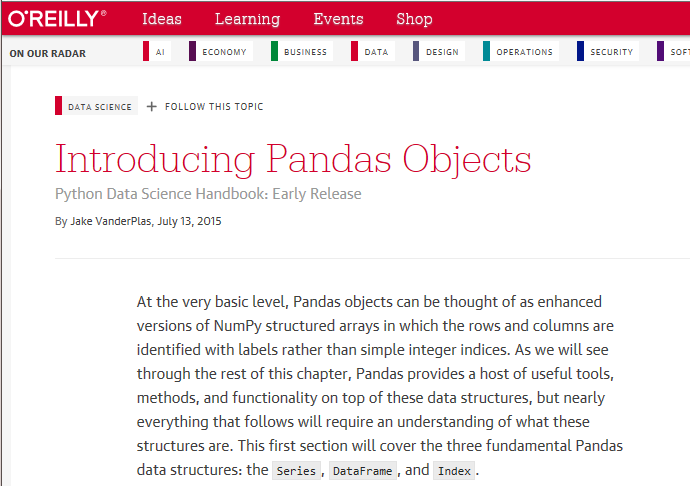 O'REILLY® Ideas Learning Events Shop
ON OUR RADAR AI ECONOMY BUSINESS DATA DESIGN OPERATIONS SECURITY SOF
DATA SCIENCE + FOLLOW THIS TOPIC
Introducing Pandas Objects
Python Data Science Handbook: Early Release
By Jake VanderPlas, July 13, 2015
At the very basic level, Pandas objects can be thought of as enhanced
versions of NumPy structured arrays in which the rows and columns are
identified with labels rather than simple integer indices. As we will see
through the rest of this chapter, Pandas provides a host of useful tools,
methods, and functionality on top of these data structures, but nearly
everything that follows will require an understanding of what these
structures are. This first section will cover the three fundamental Pandas
data structures: the Series, DataFrame, and Index.